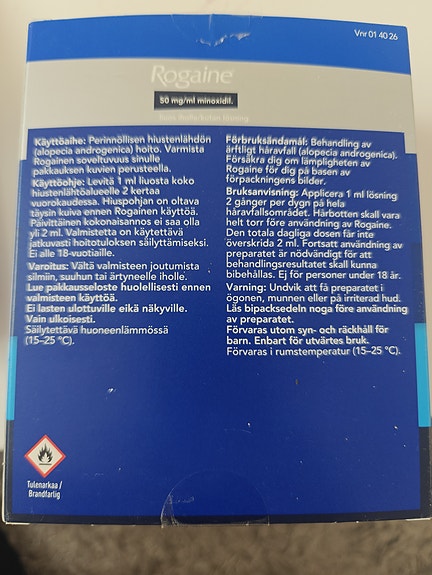 Vnr 01 40 26
Rogaine®
50 mg/ml minoxidil.
liuos, iholle/kutan lösning
Käyttöaihe: Perinnöllisen hiustenlähdön
(alopecia androgenica) hoito. Varmista
Rogainen soveltuvuus sinulle
pakkauksen kuvien perusteella.
Käyttöohje: Levitä 1 ml liuosta koko
hiustenlähtöalueelle 2 kertaa
vuorokaudessa. Hiuspohjan on oltava
täysin kuiva ennen Rogainen käyttöä.
Päivittäinen kokonaisannos ei saa olla
yli 2 ml. Valmistetta on käytettävä
jatkuvasti hoitotuloksen säilyttämiseksi.
Ei alle 18-vuotiaille.
Varoitus: Vältä valmisteen joutumista
silmiin, suuhun tai ärtyneelle iholle.
Lue pakkausseloste huolellisesti ennen
valmisteen käyttöä.
Ei lasten ulottuville eikä näkyville.
Vain ulkoisesti.
Säilytettävä huoneenlämmössä
(15–25 °C).
Förbruksändamål: Behandling av
ärftligt håravfall (alopecia androgenica).
Försäkra dig om lämpligheten av
Rogaine för dig på basen av
förpackningens bilder.
Bruksanvisning: Applicera 1 ml lösning
2 gånger per dygn på hela
håravfallsområdet. Hårbotten skall vara
helt torr före användning av Rogaine.
Den totala dagliga dosen får inte
överskrida 2 ml. Fortsatt användning av
preparatet är nödvändigt för att
behandlingsresultatet skall kunna
bibehållas. Ej för personer under 18 år.
Varning: Undvik att få preparatet i
ögonen, munnen eller på irriterad hud.
Läs bipacksedeln noga före användning
av preparatet.
Förvaras utom syn- och räckhåll för
barn. Enbart för utvärtes bruk.
Förvaras i rumstemperatur (15–25 °C).
Tulenarkaa /
Brandfarlig